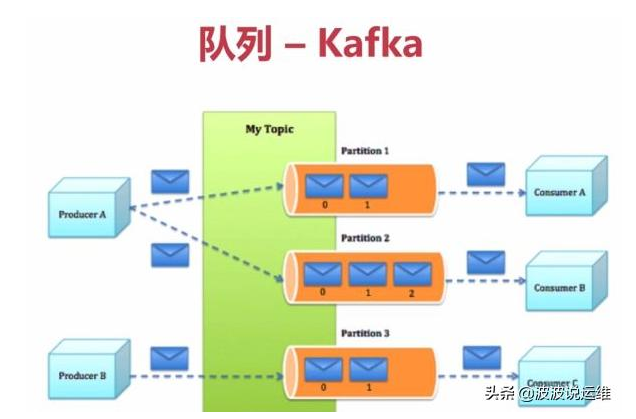 队列 – Kafka
My Topic
Partition 1
0 1
Producer A
Consumer A
Partition 2
0 1 2
Consumer B
Partition 3
0 1
Producer B
Consumer C
头条 @波波说运维